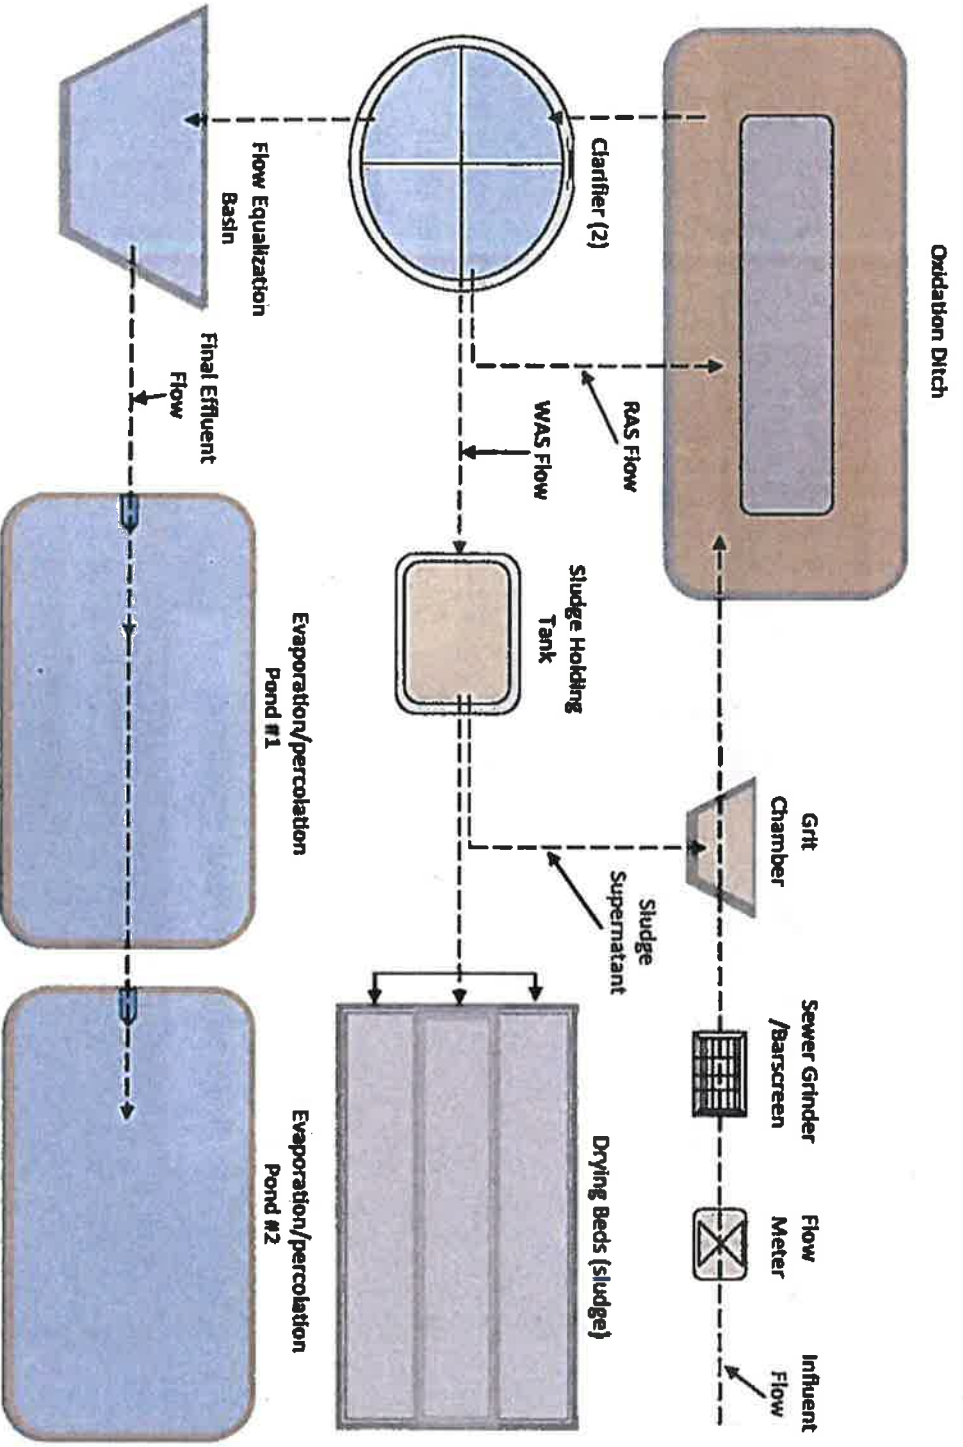 Oxidation Ditch
Grit
Chamber
Sewer Grinder
/Barscreen
Flow
Meter
Influent
Flow
Clarifier (2)
RAS Flow
WAS Flow
Sludge Holding
Tank
Sludge
Supernatant
Drying Beds (sludge)
Flow Equalization
Basin
Final Effluent
Flow
Evaporation/percolation
Pond #1
Evaporation/percolation
Pond #2